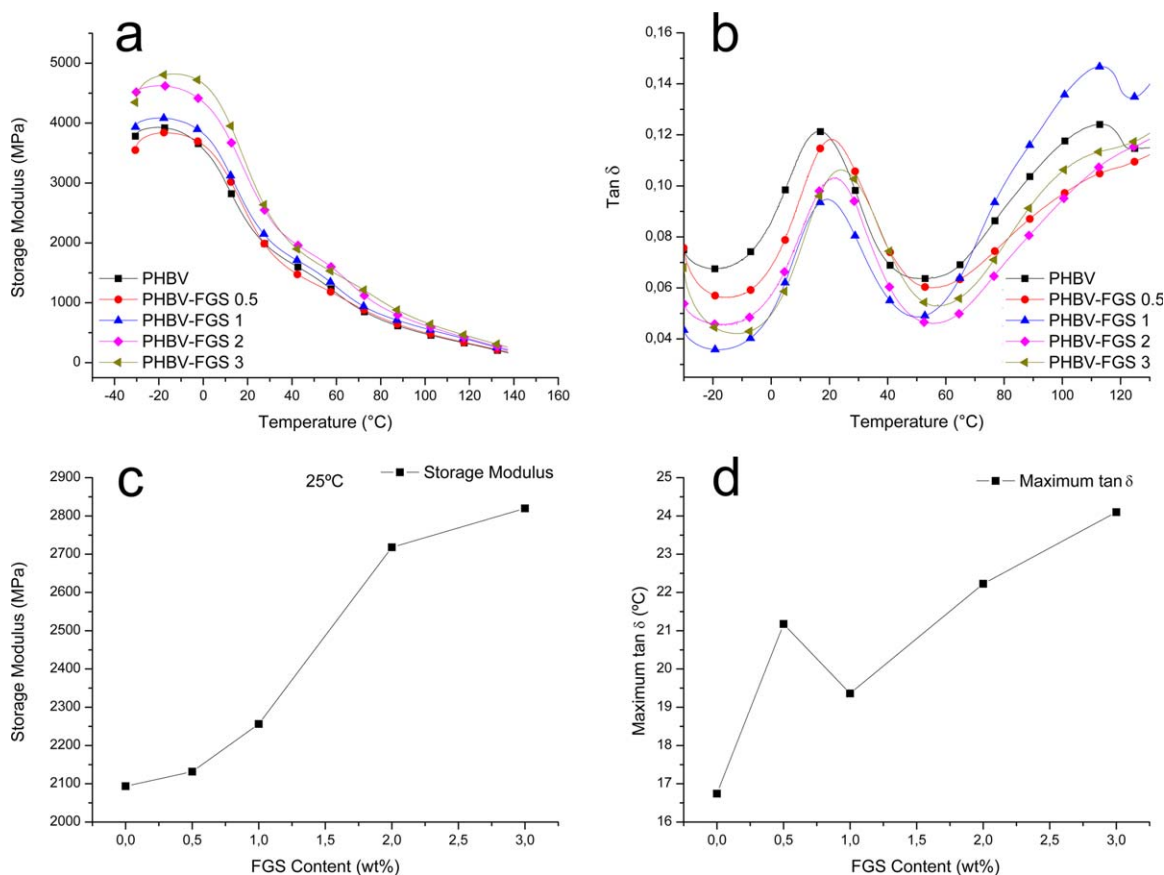 a
Storage Modulus (MPa)
5000
4000
3000
2000
1000
0
PHBV
PHBV-FGS 0.5
PHBV-FGS 1
PHBV-FGS 2
PHBV-FGS 3
-40 -20 0 20 40 60 80 100 120 140 160
Temperature (°C)
b
Tan δ
0,16
0,14
0,12
0,10
0,08
0,06
0,04
PHBV
PHBV-FGS 0.5
PHBV-FGS 1
PHBV-FGS 2
PHBV-FGS 3
-20 0 20 40 60 80 100 120
Temperature (°C)
c
25ºC
Storage Modulus
Storage Modulus (MPa)
2900
2800
2700
2600
2500
2400
2300
2200
2100
2000
0,0 0,5 1,0 1,5 2,0 2,5 3,0
FGS Content (wt%)
d
Maximum tan δ
Maximum tan δ (ºC)
25
24
23
22
21
20
19
18
17
16
0,0 0,5 1,0 1,5 2,0 2,5 3,0
FGS Content (wt%)